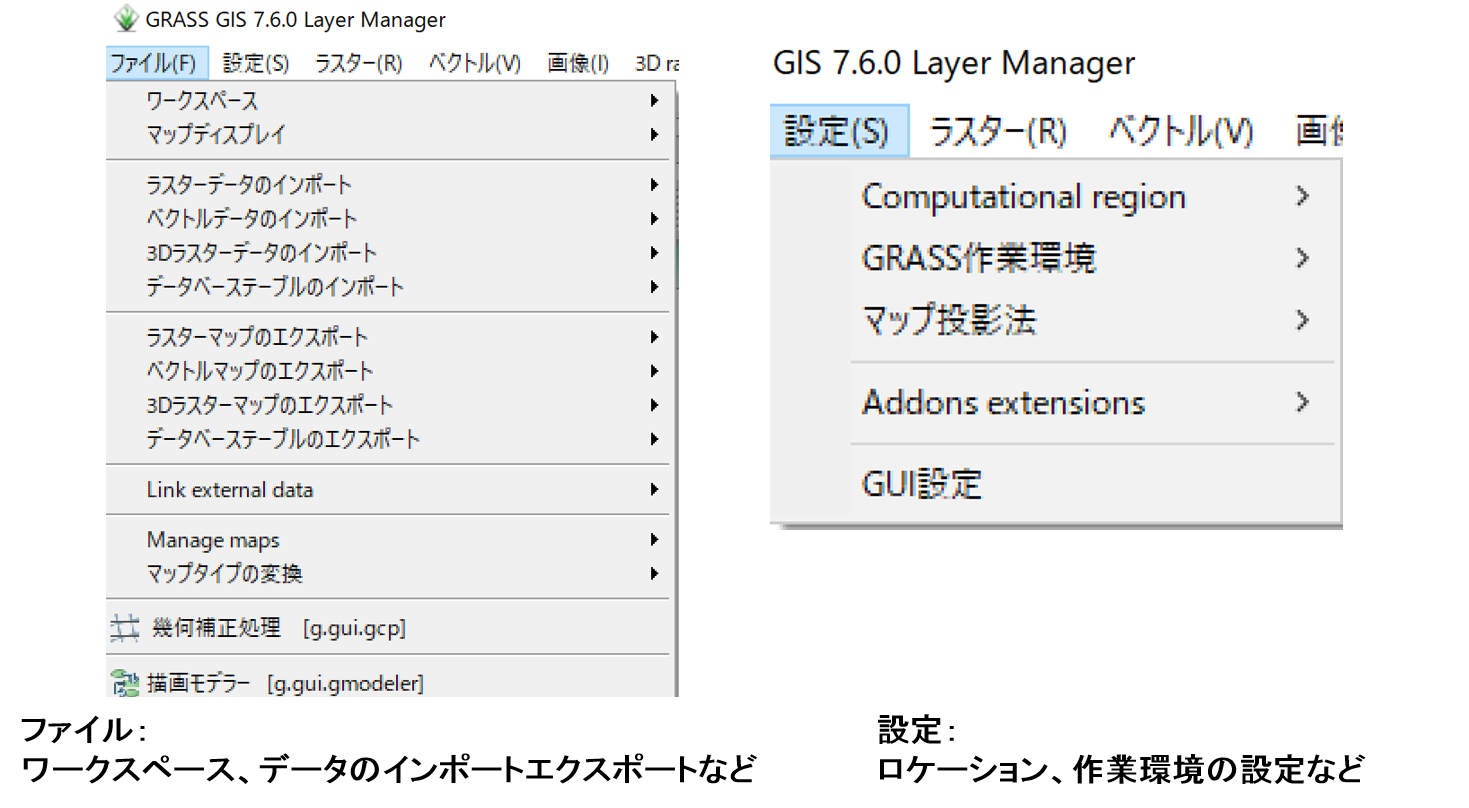 GRASS GIS 7.6.0 Layer Manager
ファイル(F) 設定(S) ラスター(R) ベクトル(V) 画像(I) 3D ra
ワークスペース
マップディスプレイ
ラスターデータのインポート
ベクトルデータのインポート
3Dラスターデータのインポート
データベーステーブルのインポート
ラスターマップのエクスポート
ベクトルマップのエクスポート
3Dラスターマップのエクスポート
データベーステーブルのエクスポート
Link external data
Manage maps
マップタイプの変換
幾何補正処理 [g.gui.gcp]
描画モデラー [g.gui.gmodeler]
ファイル：
ワークスペース、データのインポートエクスポートなど
GIS 7.6.0 Layer Manager
設定(S) ラスター(R) ベクトル(V) 画像
Computational region
GRASS作業環境
マップ投影法
Addons extensions
GUI設定
設定：
ロケーション、作業環境の設定など